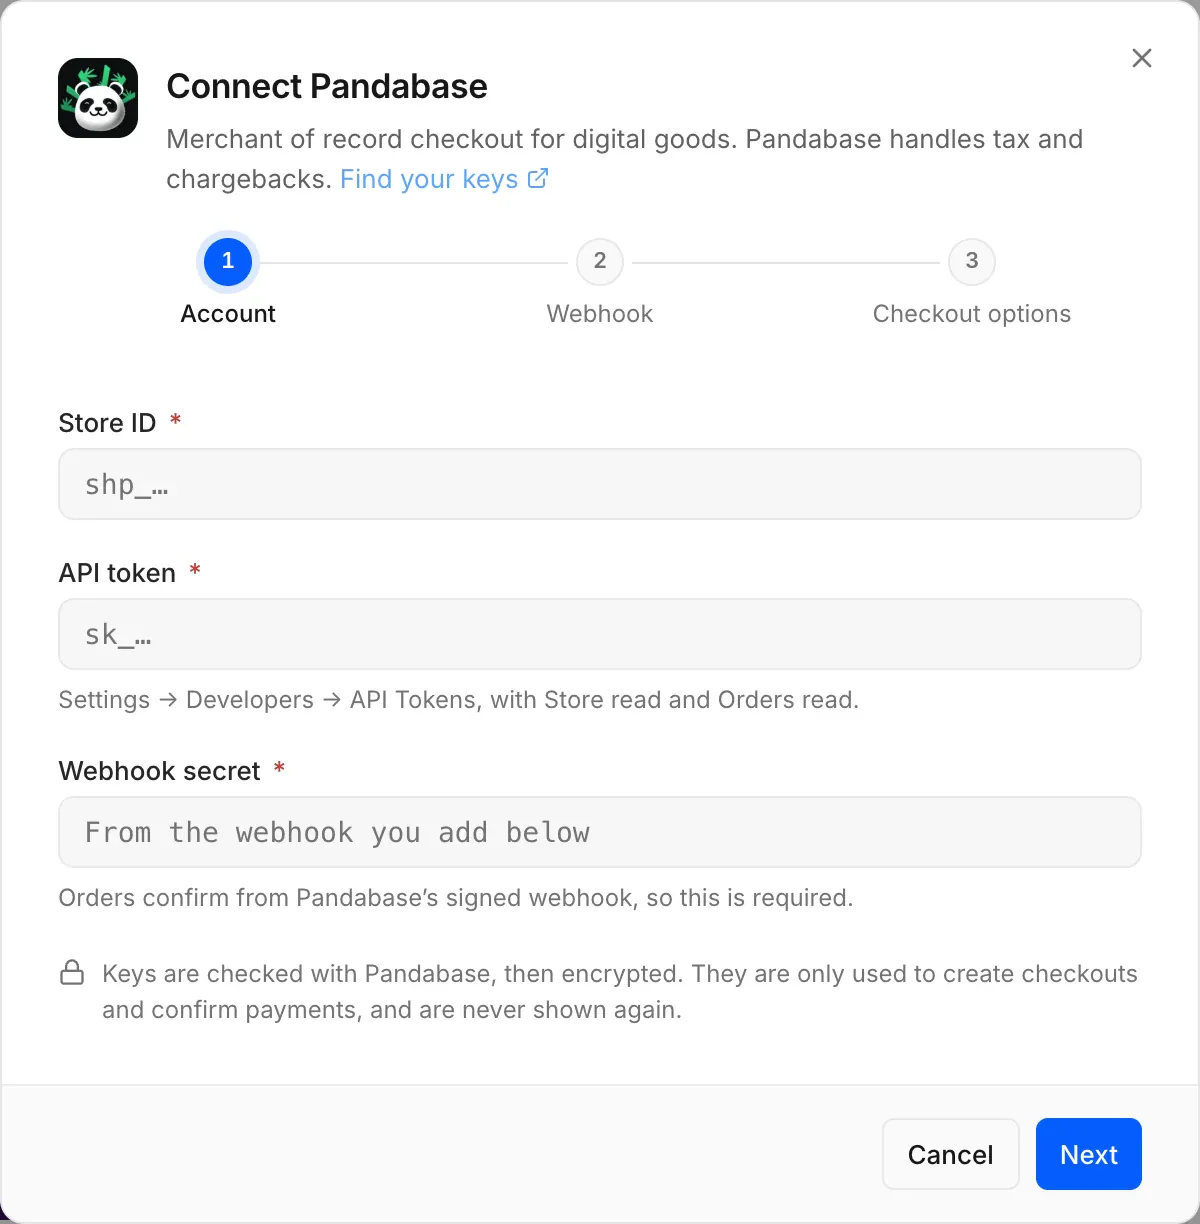 Connect Pandabase
Merchant of record checkout for digital goods. Pandabase handles tax and
chargebacks. Find your keys
1
2
3
Account
Webhook
Checkout options
Store ID *
shp_…
API token *
sk_…
Settings → Developers → API Tokens, with Store read and Orders read.
Webhook secret *
From the webhook you add below
Orders confirm from Pandabase’s signed webhook, so this is required.
Keys are checked with Pandabase, then encrypted. They are only used to create checkouts
and confirm payments, and are never shown again.
Cancel
Next